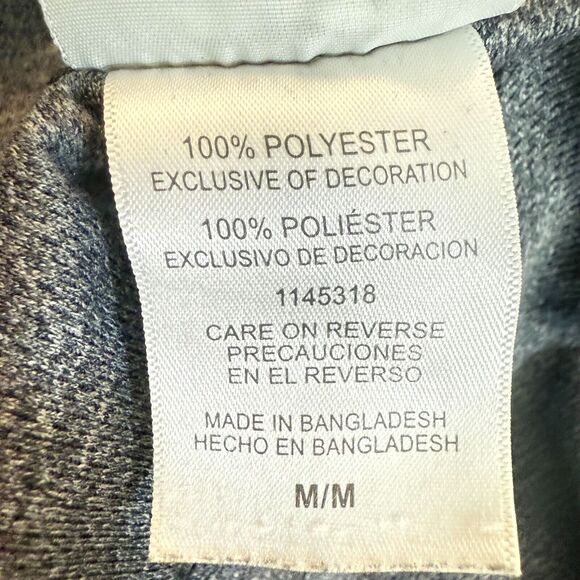 100% POLYESTER
EXCLUSIVE OF DECORATION
100% POLIÉSTER
EXCLUSIVO DE DECORACION
1145318
CARE ON REVERSE
PRECAUCIONES
EN EL REVERSO
MADE IN BANGLADESH
HECHO EN BANGLADESH
M/M